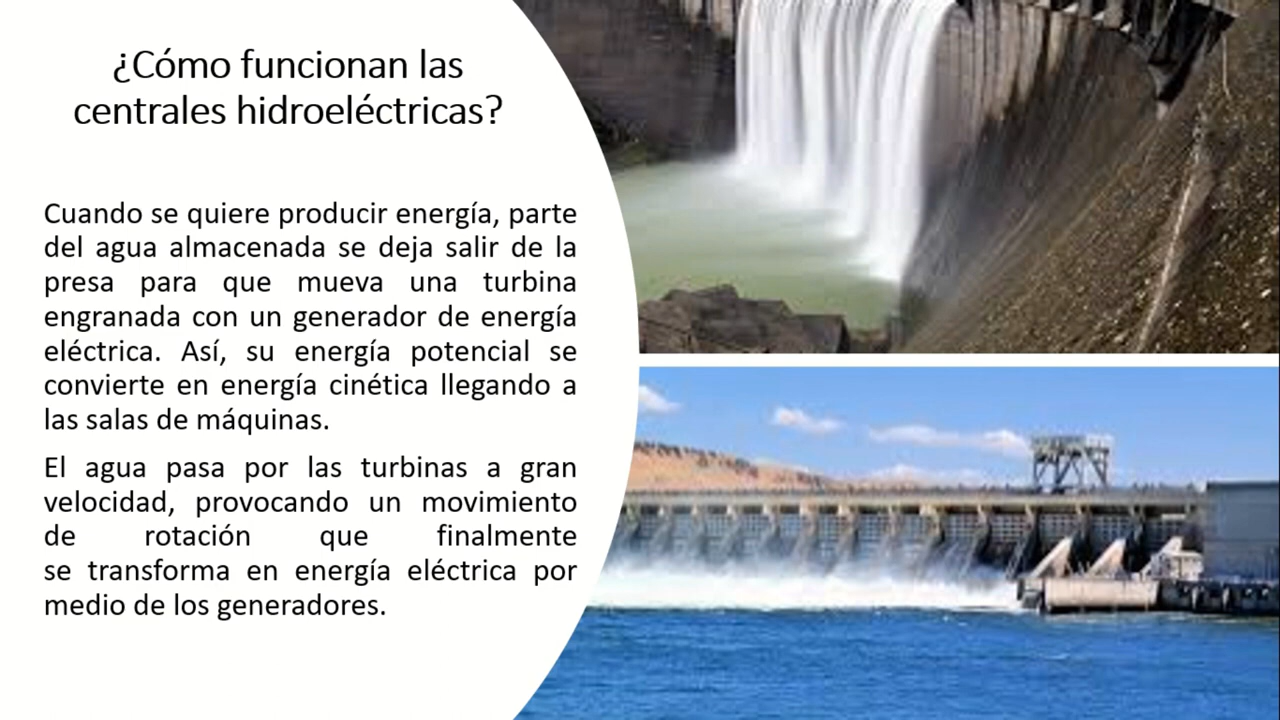 ¿Cómo funcionan las
centrales hidroeléctricas?
Cuando se quiere producir energía, parte
del agua almacenada se deja salir de la
presa para que mueva una turbina
engranada con un generador de energía
eléctrica. Así, su energía potencial se
convierte en energía cinética llegando a
las salas de máquinas.
El agua pasa por las turbinas a gran
velocidad, provocando un movimiento
de rotación que finalmente
se transforma en energía eléctrica por
medio de los generadores.